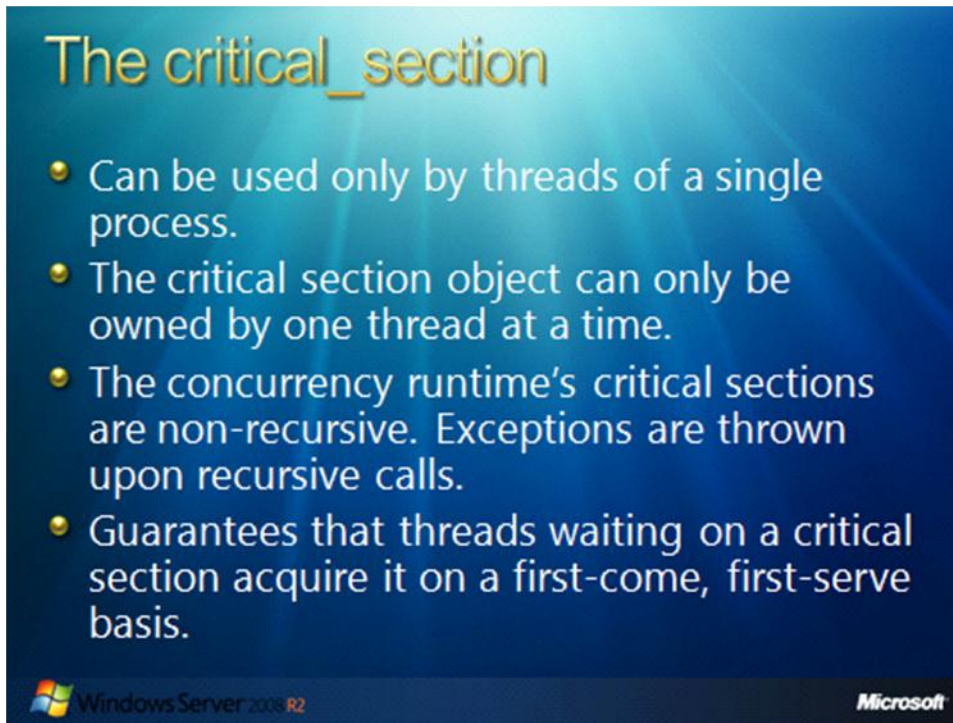 The critical_section
Can be used only by threads of a single
process.
The critical section object can only be
owned by one thread at a time.
The concurrency runtime's critical sections
are non-recursive. Exceptions are thrown
upon recursive calls.
Guarantees that threads waiting on a critical
section acquire it on a first-come, first-serve
basis.
Windows Server 2008 R2
Microsoft